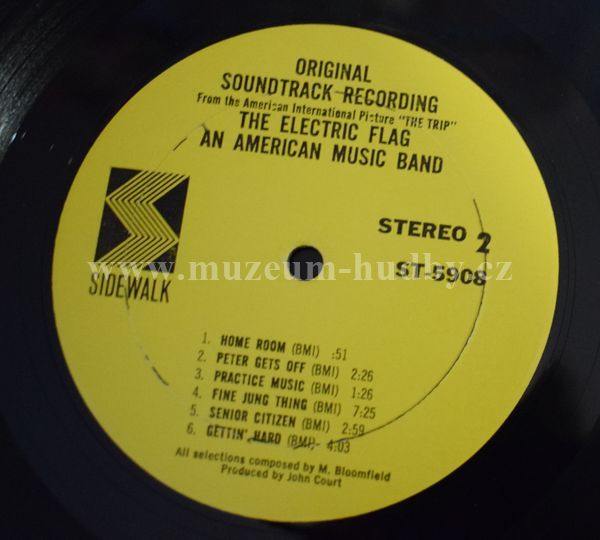 ORIGINAL
SOUNDTRACK RECORDING
From the American International Picture "THE TRIP"
THE ELECTRIC FLAG
AN AMERICAN MUSIC BAND
STEREO 2
ST-5908
SIDEWALK
www.muzeum-hudby.cz
1. HOME ROOM (BMI) :51
2. PETER GETS OFF (BMI) 2:26
3. PRACTICE MUSIC (BMI) 1:26
4. FINE JUNG THING (BMI) 7:25
5. SENIOR CITIZEN (BMI) 2:59
6. GETTIN' HARD (BMI) 4:03
All selections composed by M. Bloomfield
Produced by John Court